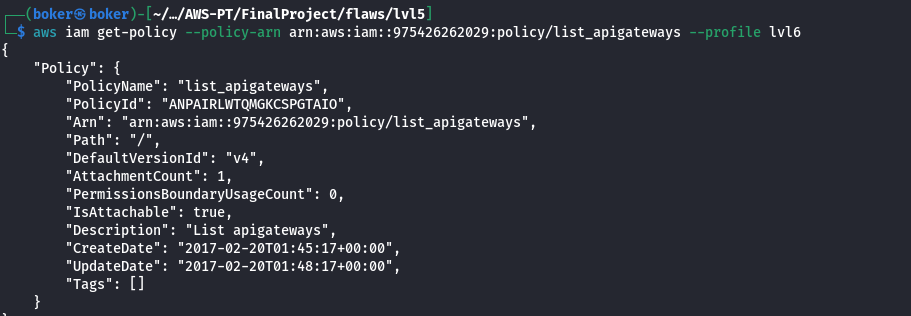 ┌──(boker㉿boker)-[~/…/AWS-PT/FinalProject/flaws/lvl5]
└─$ aws iam get-policy --policy-arn arn:aws:iam::975426262029:policy/list_apigateways --profile lvl6
{
    "Policy": {
        "PolicyName": "list_apigateways",
        "PolicyId": "ANPAIRLWTQMGKCSPGTAIO",
        "Arn": "arn:aws:iam::975426262029:policy/list_apigateways",
        "Path": "/",
        "DefaultVersionId": "v4",
        "AttachmentCount": 1,
        "PermissionsBoundaryUsageCount": 0,
        "IsAttachable": true,
        "Description": "List apigateways",
        "CreateDate": "2017-02-20T01:45:17+00:00",
        "UpdateDate": "2017-02-20T01:48:17+00:00",
        "Tags": []
    }